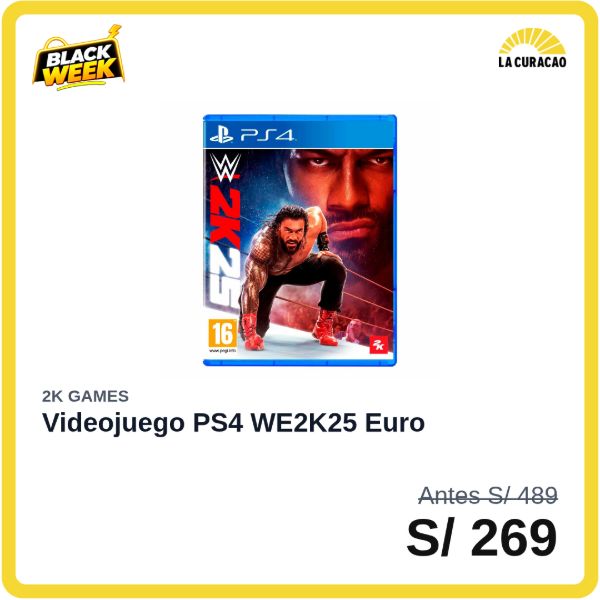 BLACK
WEEK
LA CURACAO
PS4
W
2K25
16
www.pegi.info
2K
2K GAMES
Videojuego PS4 WE2K25 Euro
Antes S/ 489
S/ 269